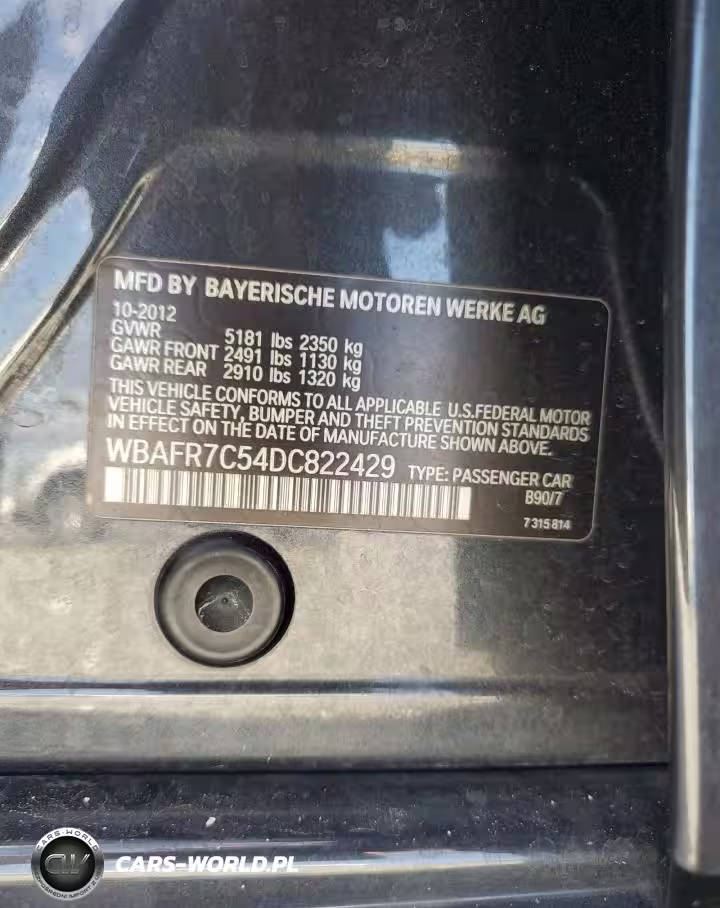 MFD BY BAYERISCHE MOTOREN WERKE AG
10-2012
GVWR 5181 lbs 2350 kg
GAWR FRONT 2491 lbs 1130 kg
GAWR REAR 2910 lbs 1320 kg
THIS VEHICLE CONFORMS TO ALL APPLICABLE U.S.FEDERAL MOTOR
VEHICLE SAFETY, BUMPER AND THEFT PREVENTION STANDARDS
IN EFFECT ON THE DATE OF MANUFACTURE SHOWN ABOVE.
WBAFR7C54DC822429 TYPE: PASSENGER CAR
B90/7
7 315 814
CARS-WORLD
CW
CARS-WORLD.PL